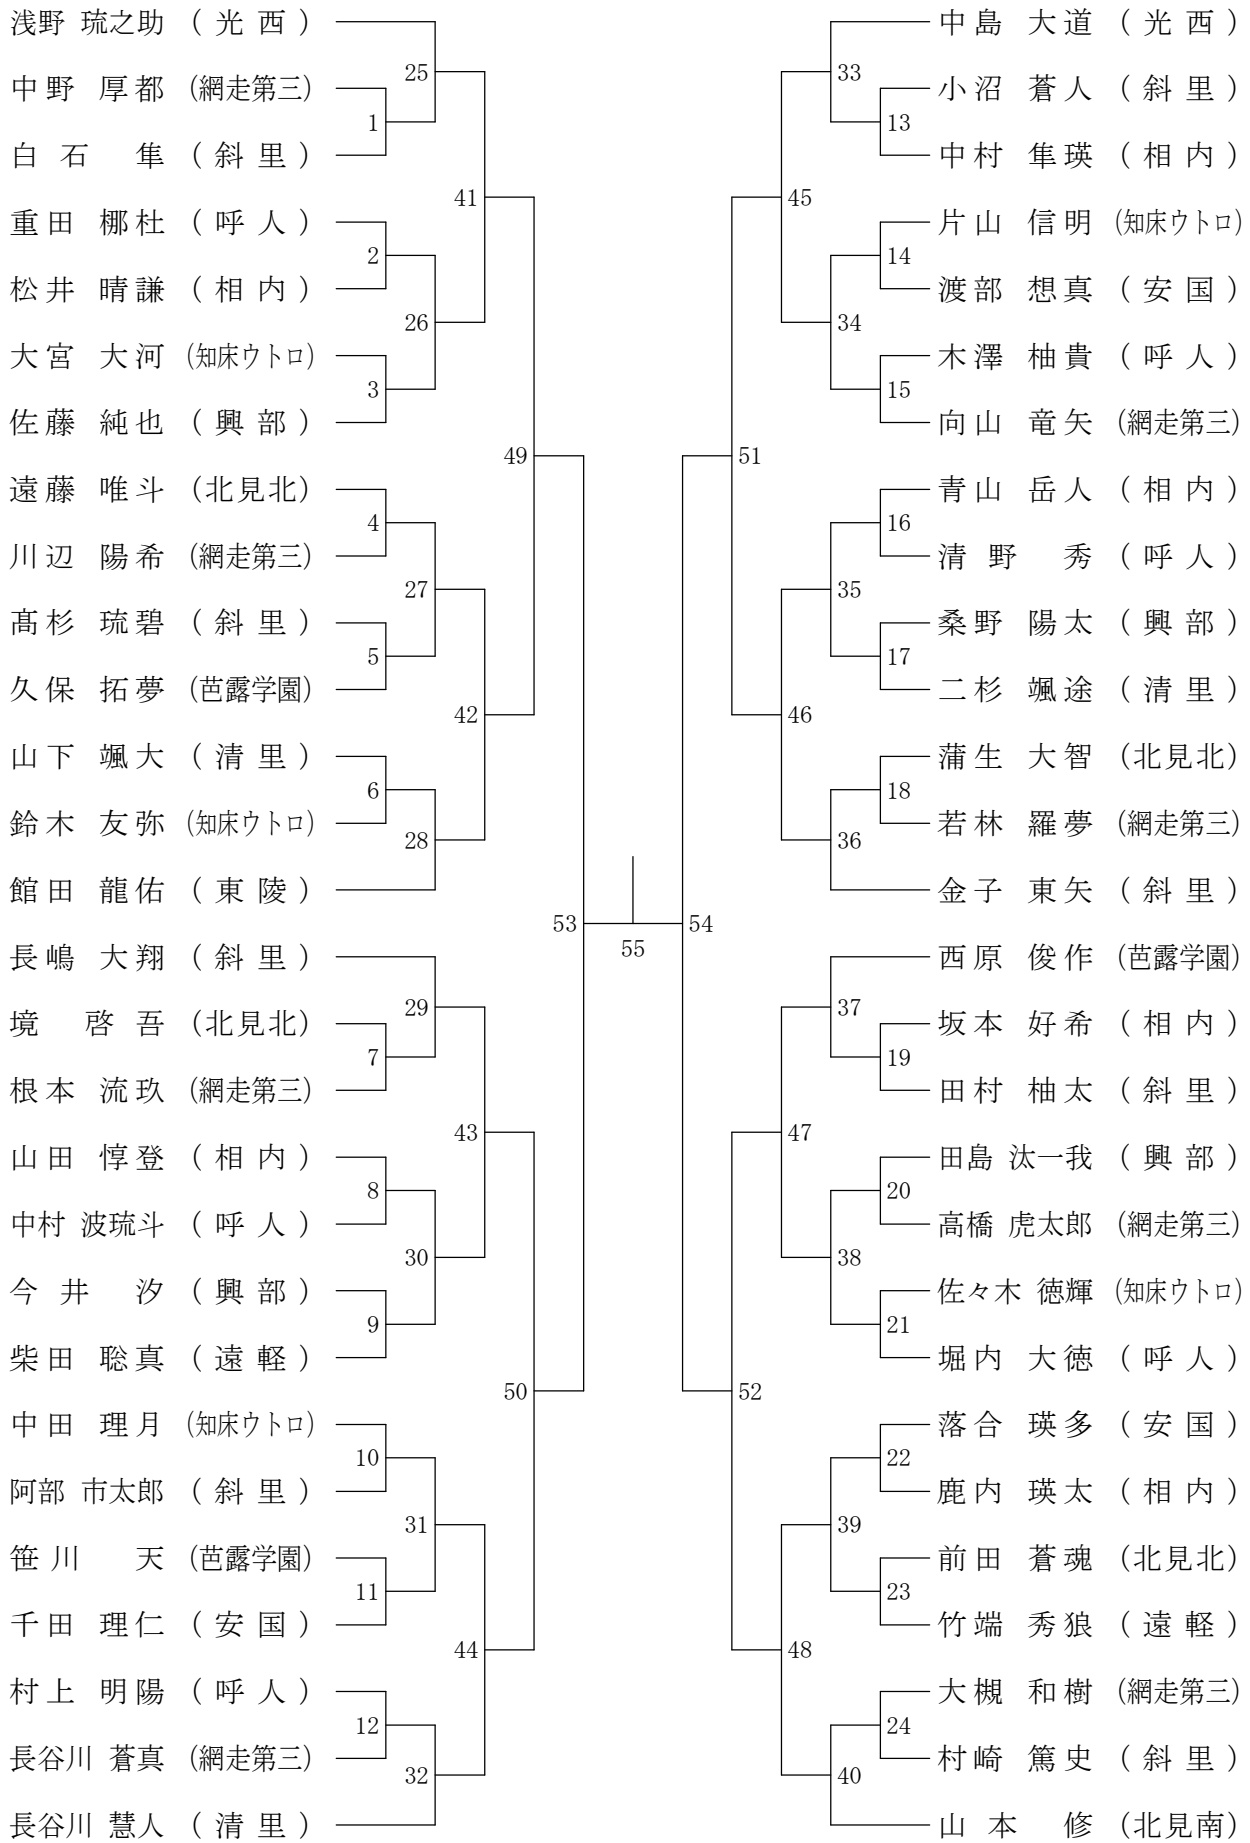 浅野 琉之助 （ 光 西 ）
中 野 厚 都 （網走第三）
白 石 隼 （ 斜 里 ）
重 田 梛 杜 （ 呼 人 ）
松 井 晴 謙 （ 相 内 ）
大 宮 大 河 （知床ウトロ）
佐 藤 純 也 （ 興 部 ）
遠 藤 唯 斗 （北見北）
川 辺 陽 希 （網走第三）
髙 杉 琉 碧 （ 斜 里 ）
久 保 拓 夢 （芭露学園）
山 下 颯 大 （ 清 里 ）
鈴 木 友 弥 （知床ウトロ）
館 田 龍 佑 （ 東 陵 ）
長 嶋 大 翔 （ 斜 里 ）
境 啓 吾 （北見北）
根 本 流 玖 （網走第三）
山 田 惇 登 （ 相 内 ）
中村 波琉斗 （ 呼 人 ）
今 井 汐 （ 興 部 ）
柴 田 聡 真 （ 遠 軽 ）
中 田 理 月 （知床ウトロ）
阿部 市太郎 （ 斜 里 ）
笹 川 天 （芭露学園）
千 田 理 仁 （ 安 国 ）
村 上 明 陽 （ 呼 人 ）
長谷川 蒼真 （網走第三）
長谷川 慧人 （ 清 里 ）
25
1
41
2
26
3
49
4
27
5
42
6
28
53
29
7
43
8
30
9
50
10
31
11
44
12
32
55
54
33
13
45
14
34
15
51
16
35
17
46
18
36
37
19
47
20
38
21
52
22
39
23
48
24
40
中 島 大 道 （ 光 西 ）
小 沼 蒼 人 （ 斜 里 ）
中 村 隼 瑛 （ 相 内 ）
片 山 信 明 （知床ウトロ）
渡 部 想 真 （ 安 国 ）
木 澤 柚 貴 （ 呼 人 ）
向 山 竜 矢 （網走第三）
青 山 岳 人 （ 相 内 ）
清 野 秀 （ 呼 人 ）
桑 野 陽 太 （ 興 部 ）
二 杉 颯 途 （ 清 里 ）
蒲 生 大 智 （北見北）
若 林 羅 夢 （網走第三）
金 子 東 矢 （ 斜 里 ）
西 原 俊 作 （芭露学園）
坂 本 好 希 （ 相 内 ）
田 村 柚 太 （ 斜 里 ）
田島 汰一我 （ 興 部 ）
高橋 虎太郎 （網走第三）
佐々木 徳輝 （知床ウトロ）
堀 内 大 徳 （ 呼 人 ）
落 合 瑛 多 （ 安 国 ）
鹿 内 瑛 太 （ 相 内 ）
前 田 蒼 魂 （北見北）
竹 端 秀 狼 （ 遠 軽 ）
大 槻 和 樹 （網走第三）
村 崎 篤 史 （ 斜 里 ）
山 本 修 （北見南）